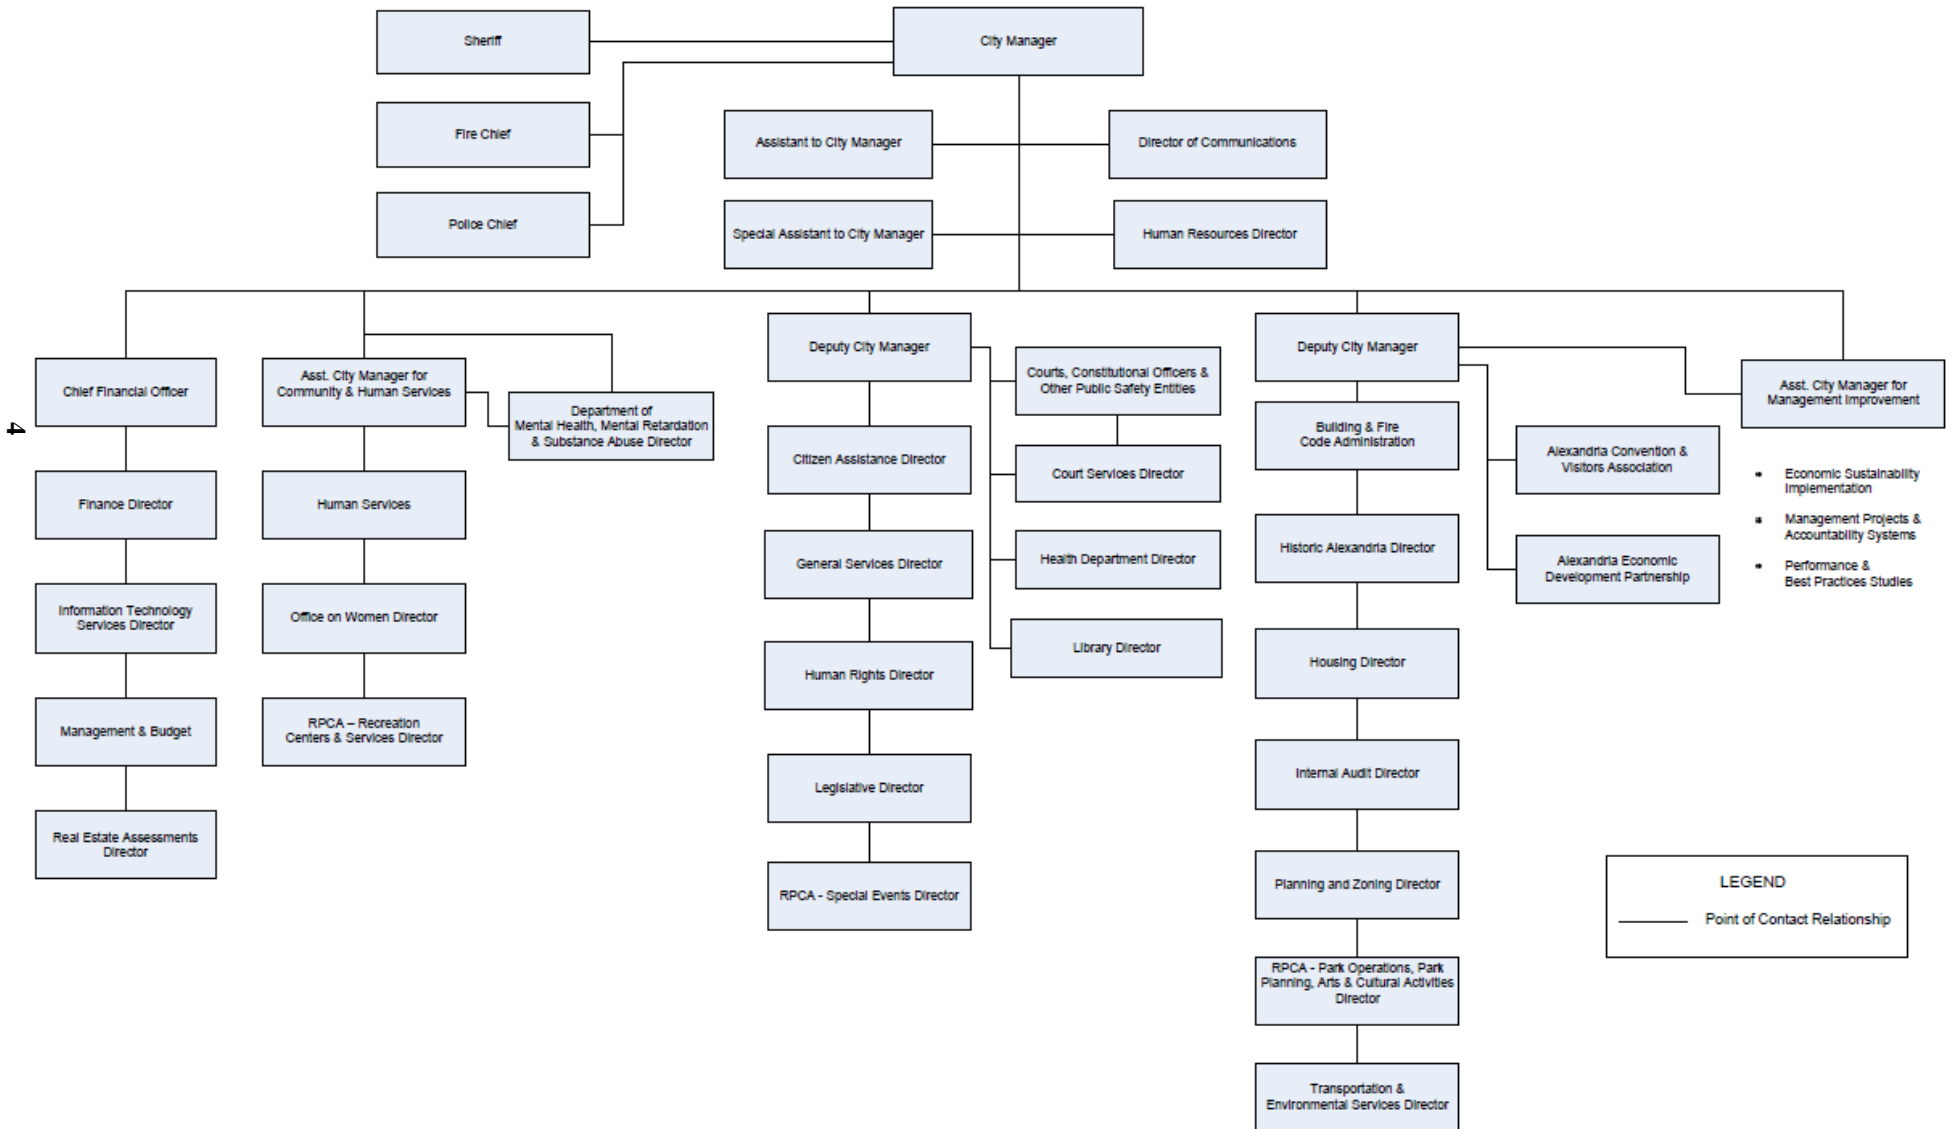 Sheriff
City Manager
Fire Chief
Assistant to City Manager
Director of Communications
Police Chief
Special Assistant to City Manager
Human Resources Director
Chief Financial Officer
Finance Director
Information Technology
Services Director
Management & Budget
Real Estate Assessments
Director
Asst. City Manager for
Community & Human Services
Department of
Mental Health, Mental Retardation
& Substance Abuse Director
Human Services
Office on Women Director
RPCA – Recreation
Centers & Services Director
Deputy City Manager
Citizen Assistance Director
General Services Director
Human Rights Director
Legislative Director
RPCA - Special Events Director
Courts, Constitutional Officers &
Other Public Safety Entities
Court Services Director
Health Department Director
Library Director
Deputy City Manager
Building & Fire
Code Administration
Historic Alexandria Director
Housing Director
Internal Audit Director
Planning and Zoning Director
RPCA - Park Operations, Park
Planning, Arts & Cultural Activities
Director
Transportation &
Environmental Services Director
Alexandria Convention &
Visitors Association
Alexandria Economic
Development Partnership
Asst. City Manager for
Management Improvement
• Economic Sustainability
Implementation
• Management Projects &
Accountability Systems
• Performance &
Best Practices Studies
LEGEND
Point of Contact Relationship
4